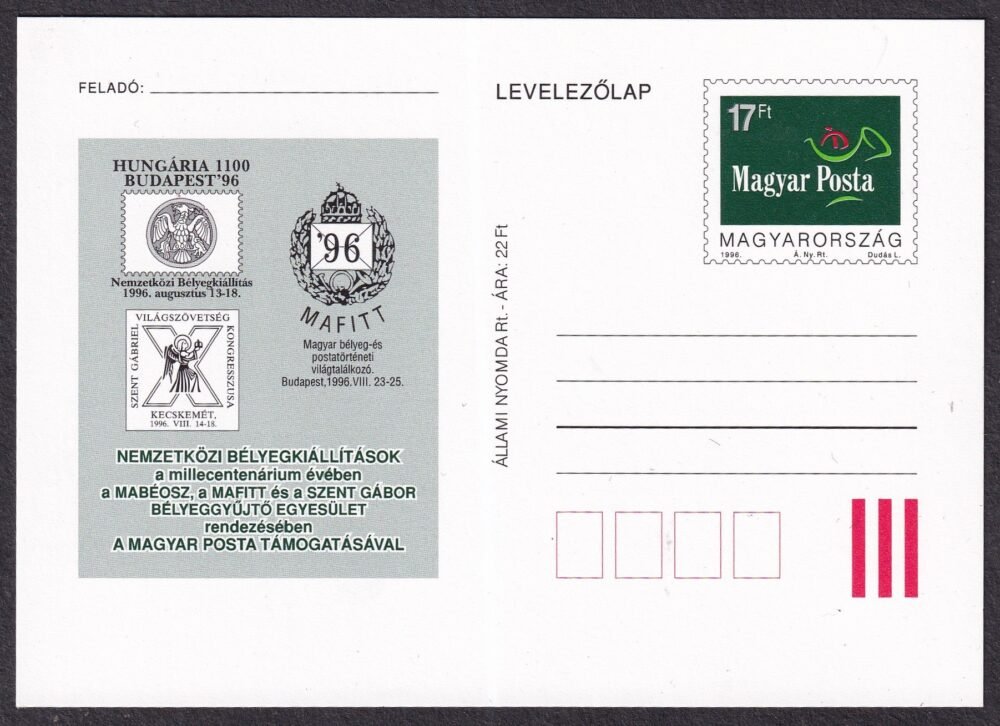 FELADÓ:
HUNGÁRIA 1100
BUDAPEST'96
Nemzetközi Bélyegkiállítás
1996. augusztus 13-18.
VILÁGSZÖVETSÉG
SZENT GÁBRIEL
KONGRESSZUSA
X
KECSKEMÉT,
1996. VIII. 14-18.
'96
MAFITT
Magyar bélyeg-és
postatörténeti
világtalálkozó.
Budapest,1996.VIII. 23-25.
NEMZETKÖZI BÉLYEGKIÁLLÍTÁSOK
a millecentenárium évében
a MABÉOSZ, a MAFITT és a SZENT GÁBOR
BÉLYEGGYŰJTŐ EGYESÜLET
rendezésében
A MAGYAR POSTA TÁMOGATÁSÁVAL
ÁLLAMI NYOMDA Rt. - ÁRA: 22 Ft
LEVELEZŐLAP
17 Ft
Magyar Posta
MAGYARORSZÁG
1996. Á. Ny. Rt. Dudás L.